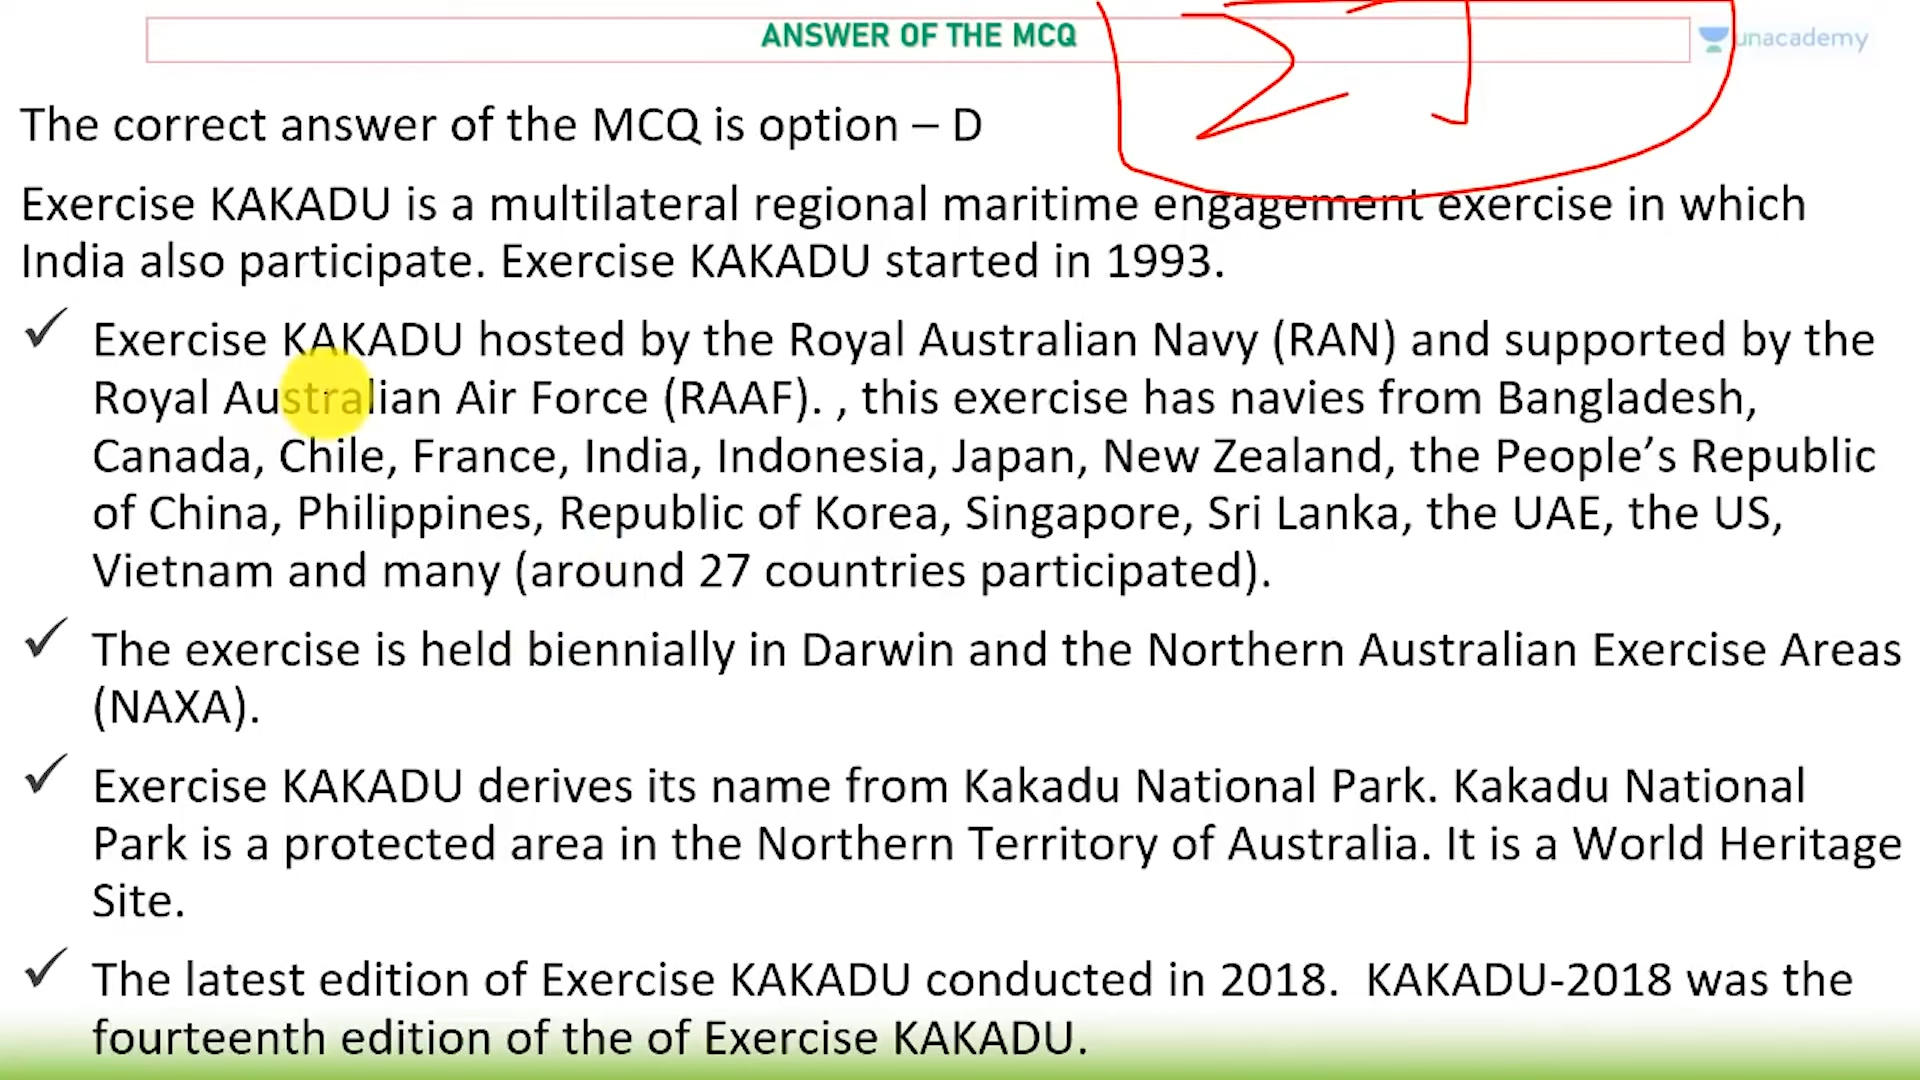 ANSWER OF THE MCQ
unacademy
The correct answer of the MCQ is option – D
Exercise KAKADU is a multilateral regional maritime engagement exercise in which
India also participate. Exercise KAKADU started in 1993.
✓ Exercise KAKADU hosted by the Royal Australian Navy (RAN) and supported by the
Royal Australian Air Force (RAAF). , this exercise has navies from Bangladesh,
Canada, Chile, France, India, Indonesia, Japan, New Zealand, the People’s Republic
of China, Philippines, Republic of Korea, Singapore, Sri Lanka, the UAE, the US,
Vietnam and many (around 27 countries participated).
✓ The exercise is held biennially in Darwin and the Northern Australian Exercise Areas
(NAXA).
✓ Exercise KAKADU derives its name from Kakadu National Park. Kakadu National
Park is a protected area in the Northern Territory of Australia. It is a World Heritage
Site.
✓ The latest edition of Exercise KAKADU conducted in 2018. KAKADU-2018 was the
fourteenth edition of the of Exercise KAKADU.